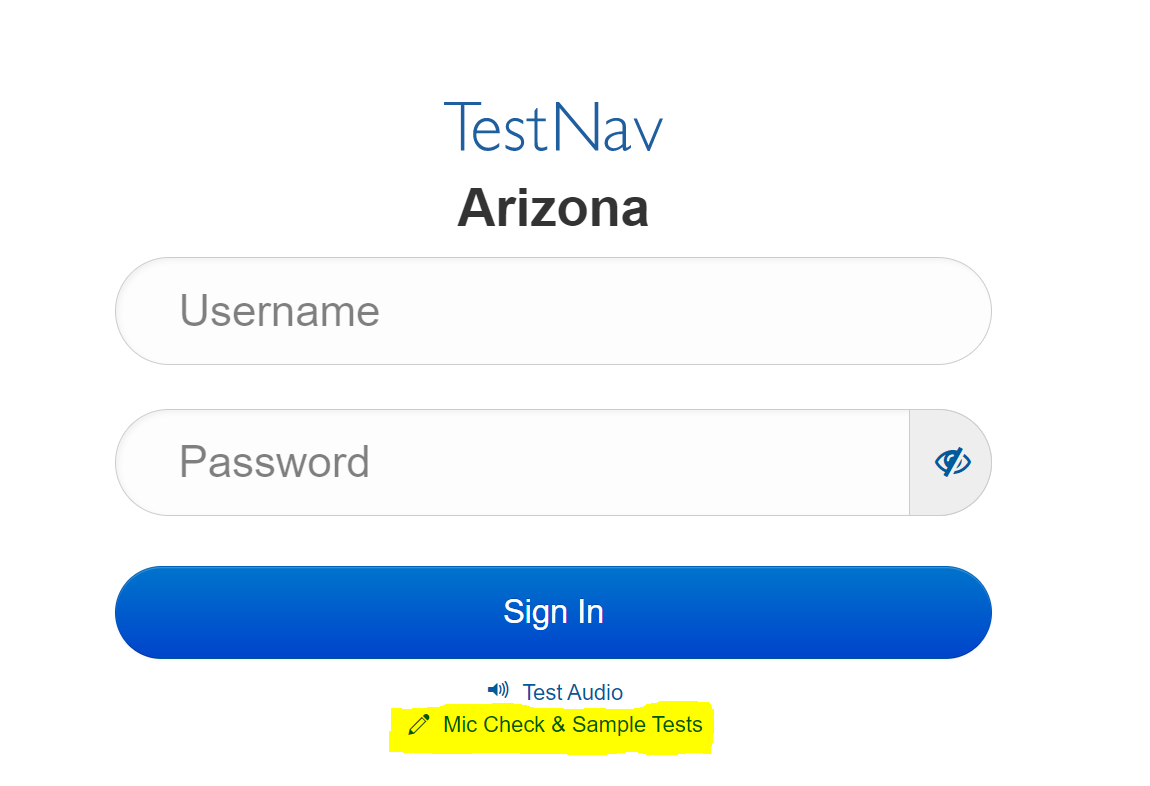 TestNav
Arizona
Username
Password
Sign In
Test Audio
Mic Check & Sample Tests